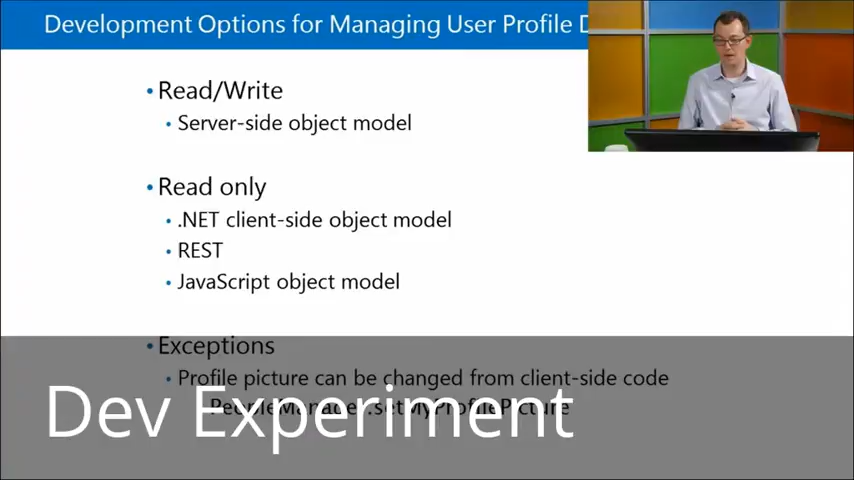 Development Options for Managing User Profile
• Read/Write
• Server-side object model
• Read only
• .NET client-side object model
• REST
• JavaScript object model
• Exceptions
• Profile picture can be changed from client-side code
PeopleManager.setMyProfilePicture
Dev Experiment